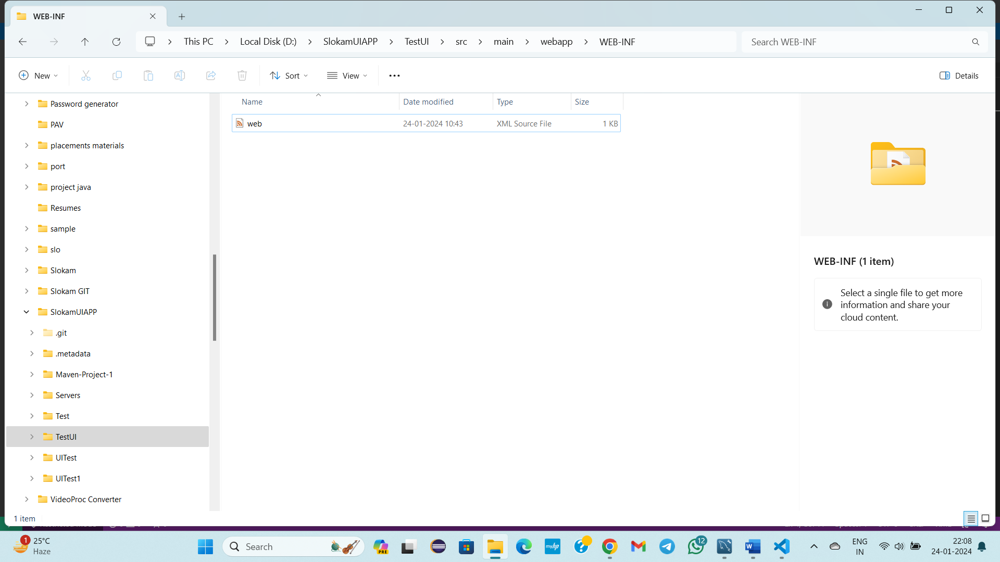 WEB-INF
This PC
Local Disk (D:)
SlokamUIAPP
TestUI
src
main
webapp
WEB-INF
Search WEB-INF
New
Sort
View
Details
Password generator
PAV
placements materials
port
project java
Resumes
sample
slo
Slokam
Slokam GIT
SlokamUIAPP
.git
.metadata
Maven-Project-1
Servers
Test
TestUI
UITest
UITest1
VideoProc Converter
Name Date modified Type Size
web 24-01-2024 10:43 XML Source File 1 KB
WEB-INF (1 item)
Select a single file to get more
information and share your
cloud content.
1 item
1
25°C
Haze
Search
PRE
myhp
12
W
ENG
IN
22:08
24-01-2024